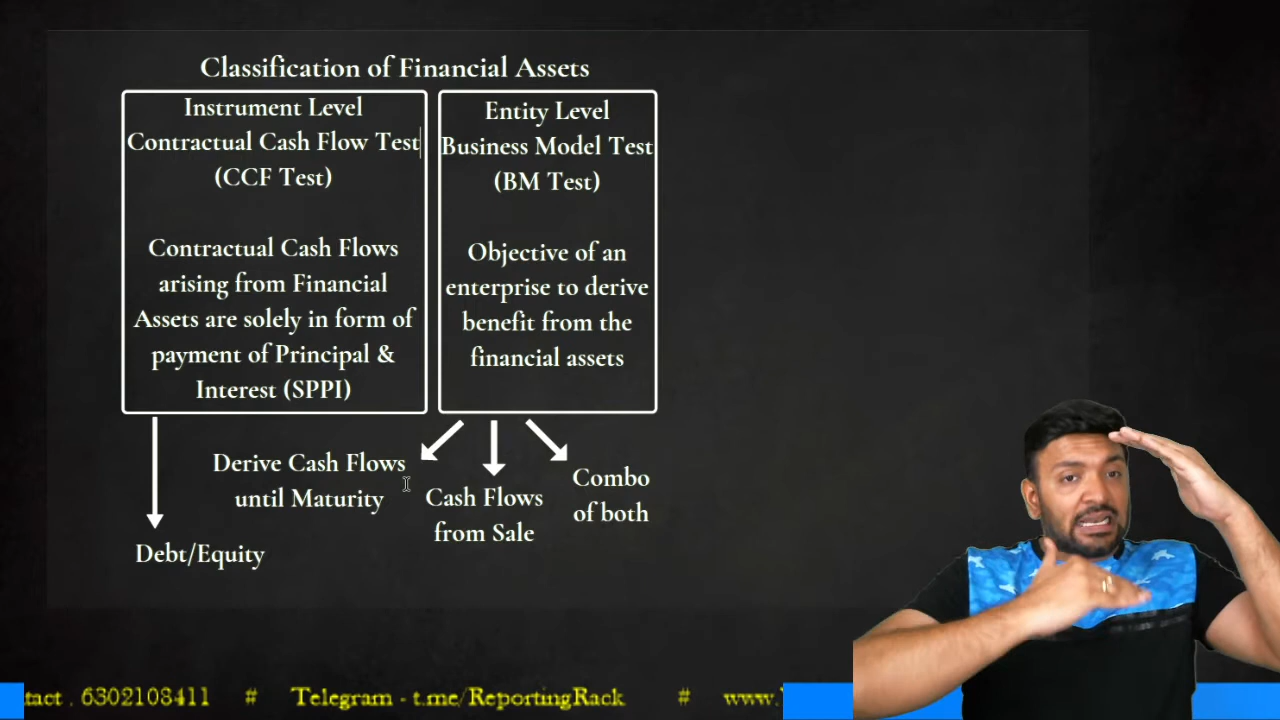 Classification of Financial Assets
Instrument Level
Contractual Cash Flow Test
(CCF Test)
Contractual Cash Flows
arising from Financial
Assets are solely in form of
payment of Principal &
Interest (SPPI)
Entity Level
Business Model Test
(BM Test)
Objective of an
enterprise to derive
benefit from the
financial assets
Derive Cash Flows
until Maturity
Cash Flows
from Sale
Combo
of both
Debt/Equity
tact . 6302108411 # Telegram - t.me/ReportingRack # www.